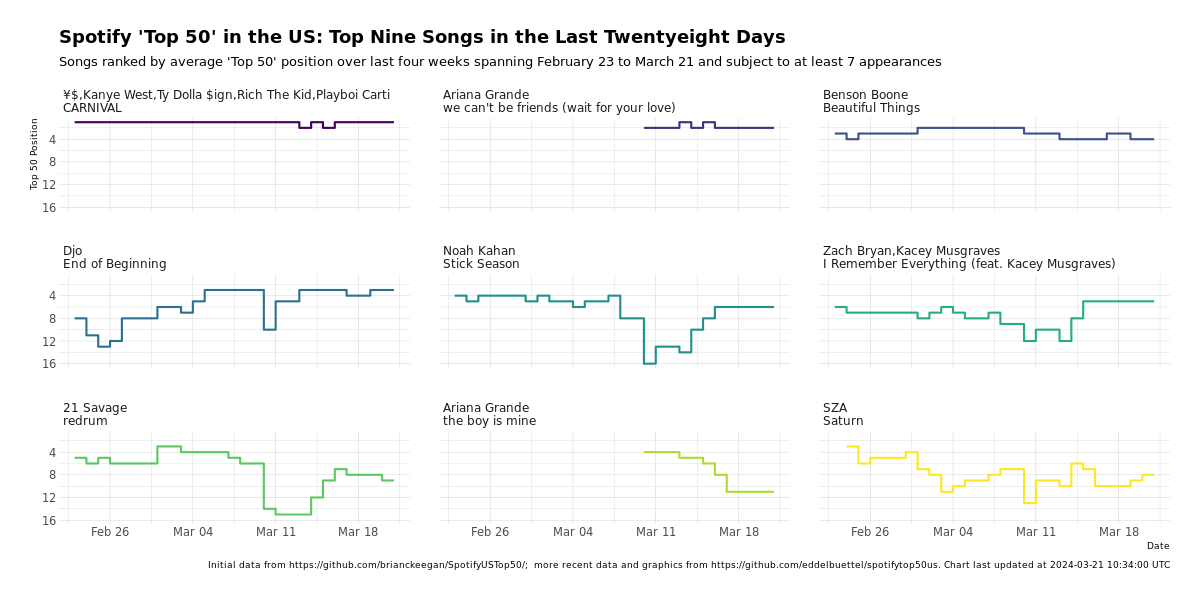 Spotify 'Top 50' in the US: Top Nine Songs in the Last Twentyeight Days
Songs ranked by average 'Top 50' position over last four weeks spanning February 23 to March 21 and subject to at least 7 appearances
¥$,Kanye West,Ty Dolla $ign,Rich The Kid,Playboi Carti
CARNIVAL
Ariana Grande
we can't be friends (wait for your love)
Benson Boone
Beautiful Things
Top 50 Position
4
8
12
16
Djo
End of Beginning
Noah Kahan
Stick Season
Zach Bryan,Kacey Musgraves
I Remember Everything (feat. Kacey Musgraves)
4
8
12
16
21 Savage
redrum
Ariana Grande
the boy is mine
SZA
Saturn
4
8
12
16
Feb 26 Mar 04 Mar 11 Mar 18
Feb 26 Mar 04 Mar 11 Mar 18
Feb 26 Mar 04 Mar 11 Mar 18
Date
Initial data from https://github.com/brianckeegan/SpotifyUSTop50/;  more recent data and graphics from https://github.com/eddelbuettel/spotifytop50us. Chart last updated at 2024-03-21 10:34:00 UTC